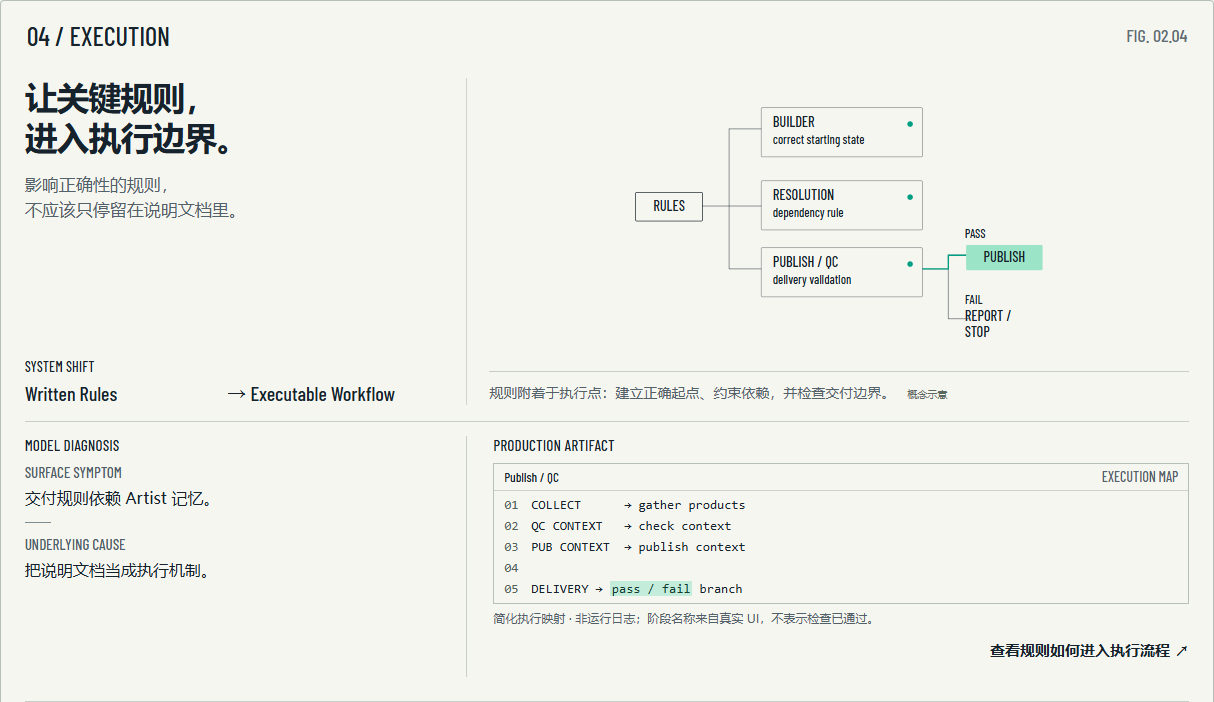 04 / EXECUTION
FIG. 02.04
让关键规则，
进入执行边界。
影响正确性的规则，
不应该只停留在说明文档里。
SYSTEM SHIFT
Written Rules → Executable Workflow
RULES
BUILDER
correct starting state
RESOLUTION
dependency rule
PUBLISH / QC
delivery validation
PASS
PUBLISH
FAIL
REPORT /
STOP
规则附着于执行点：建立正确起点、约束依赖，并检查交付边界。 概念示意
MODEL DIAGNOSIS
SURFACE SYMPTOM
交付规则依赖 Artist 记忆。
UNDERLYING CAUSE
把说明文档当成执行机制。
PRODUCTION ARTIFACT
Publish / QC
EXECUTION MAP
01 COLLECT → gather products
02 QC CONTEXT → check context
03 PUB CONTEXT → publish context
04
05 DELIVERY → pass / fail branch
简化执行映射 · 非运行日志；阶段名称来自真实 UI，不表示检查已通过。
查看规则如何进入执行流程 ↗